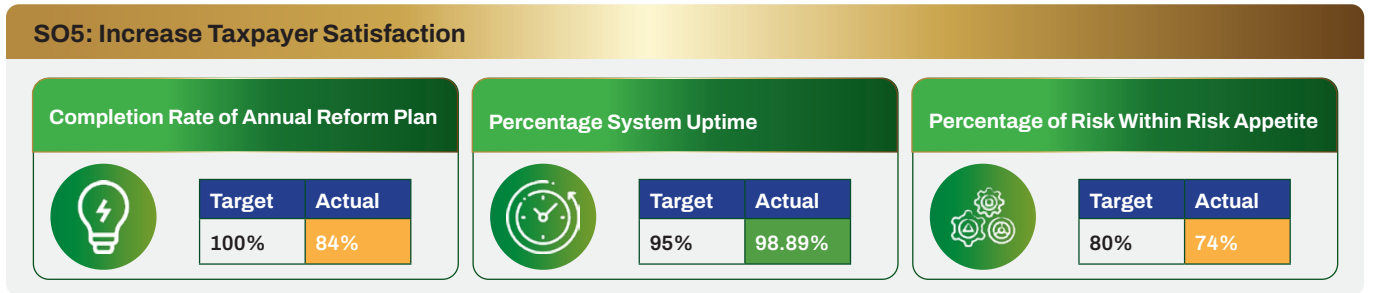 SO5: Increase Taxpayer Satisfaction
Completion Rate of Annual Reform Plan
Target Actual
100% 84%
Percentage System Uptime
Target Actual
95% 98.89%
Percentage of Risk Within Risk Appetite
Target Actual
80% 74%